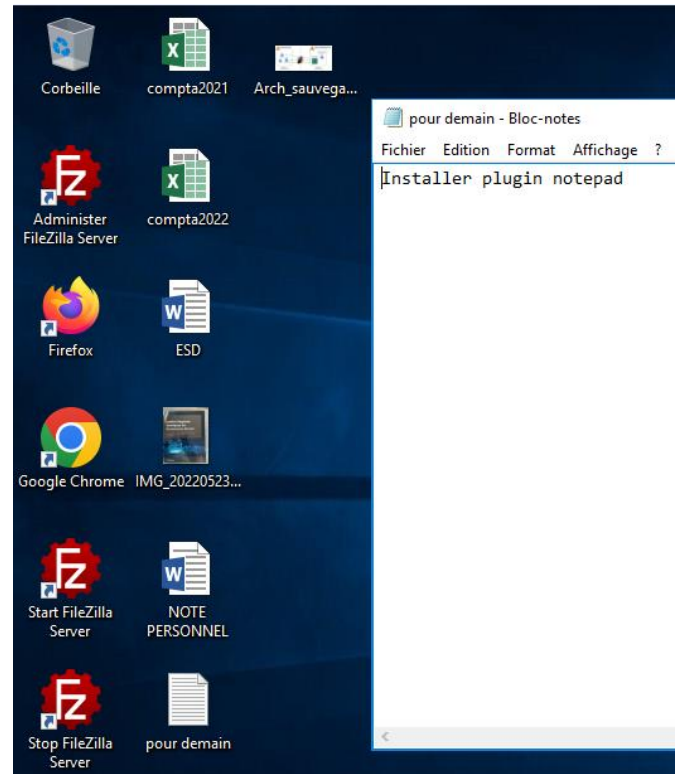 Corbeille
compta2021
Arch_sauvega...
Administer
FileZilla Server
compta2022
Firefox
ESD
Google Chrome
IMG_20220523...
Start FileZilla
Server
NOTE
PERSONNEL
Stop FileZilla
Server
pour demain
pour demain - Bloc-notes
Fichier Edition Format Affichage ?
Installer plugin notepad